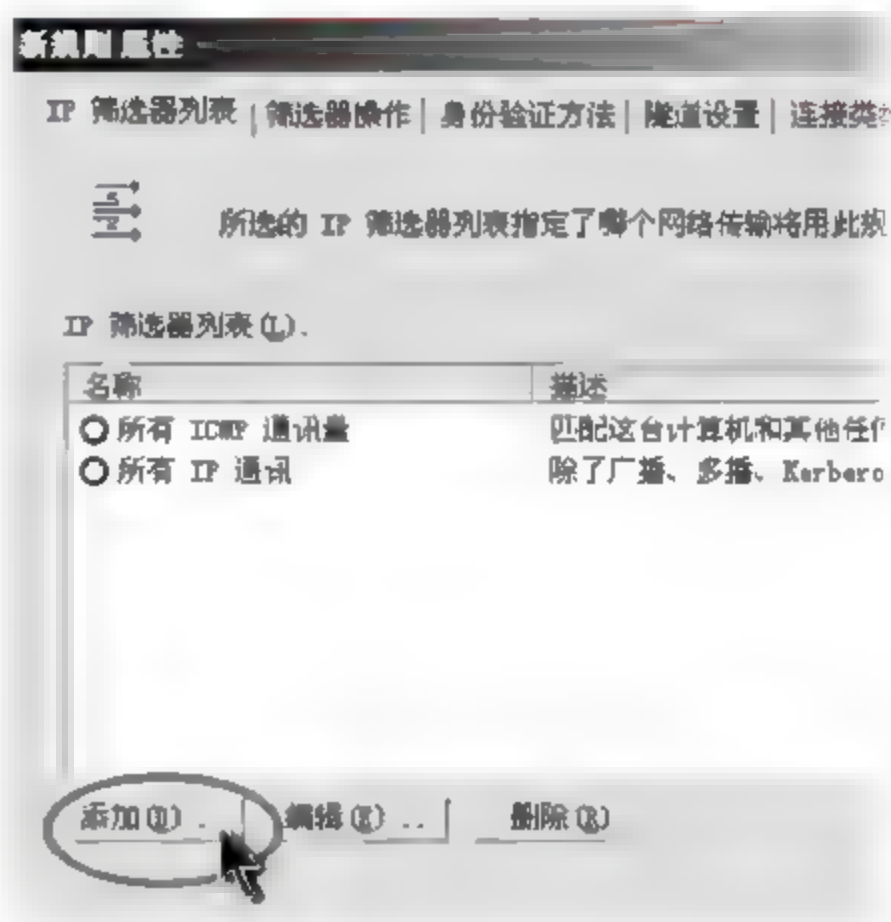 新规则 属性
IP 筛选器列表 | 筛选器操作 | 身份验证方法 | 隧道设置 | 连接类
所选的 IP 筛选器列表指定了哪个网络传输将用此规
IP 筛选器列表(L).
名称 描述
所有 ICMP 通讯量 匹配这台计算机和其他任何
所有 IP 通讯 除了广播、多播、Kerbero
添加(D) . 编辑(E) .. 删除(R)